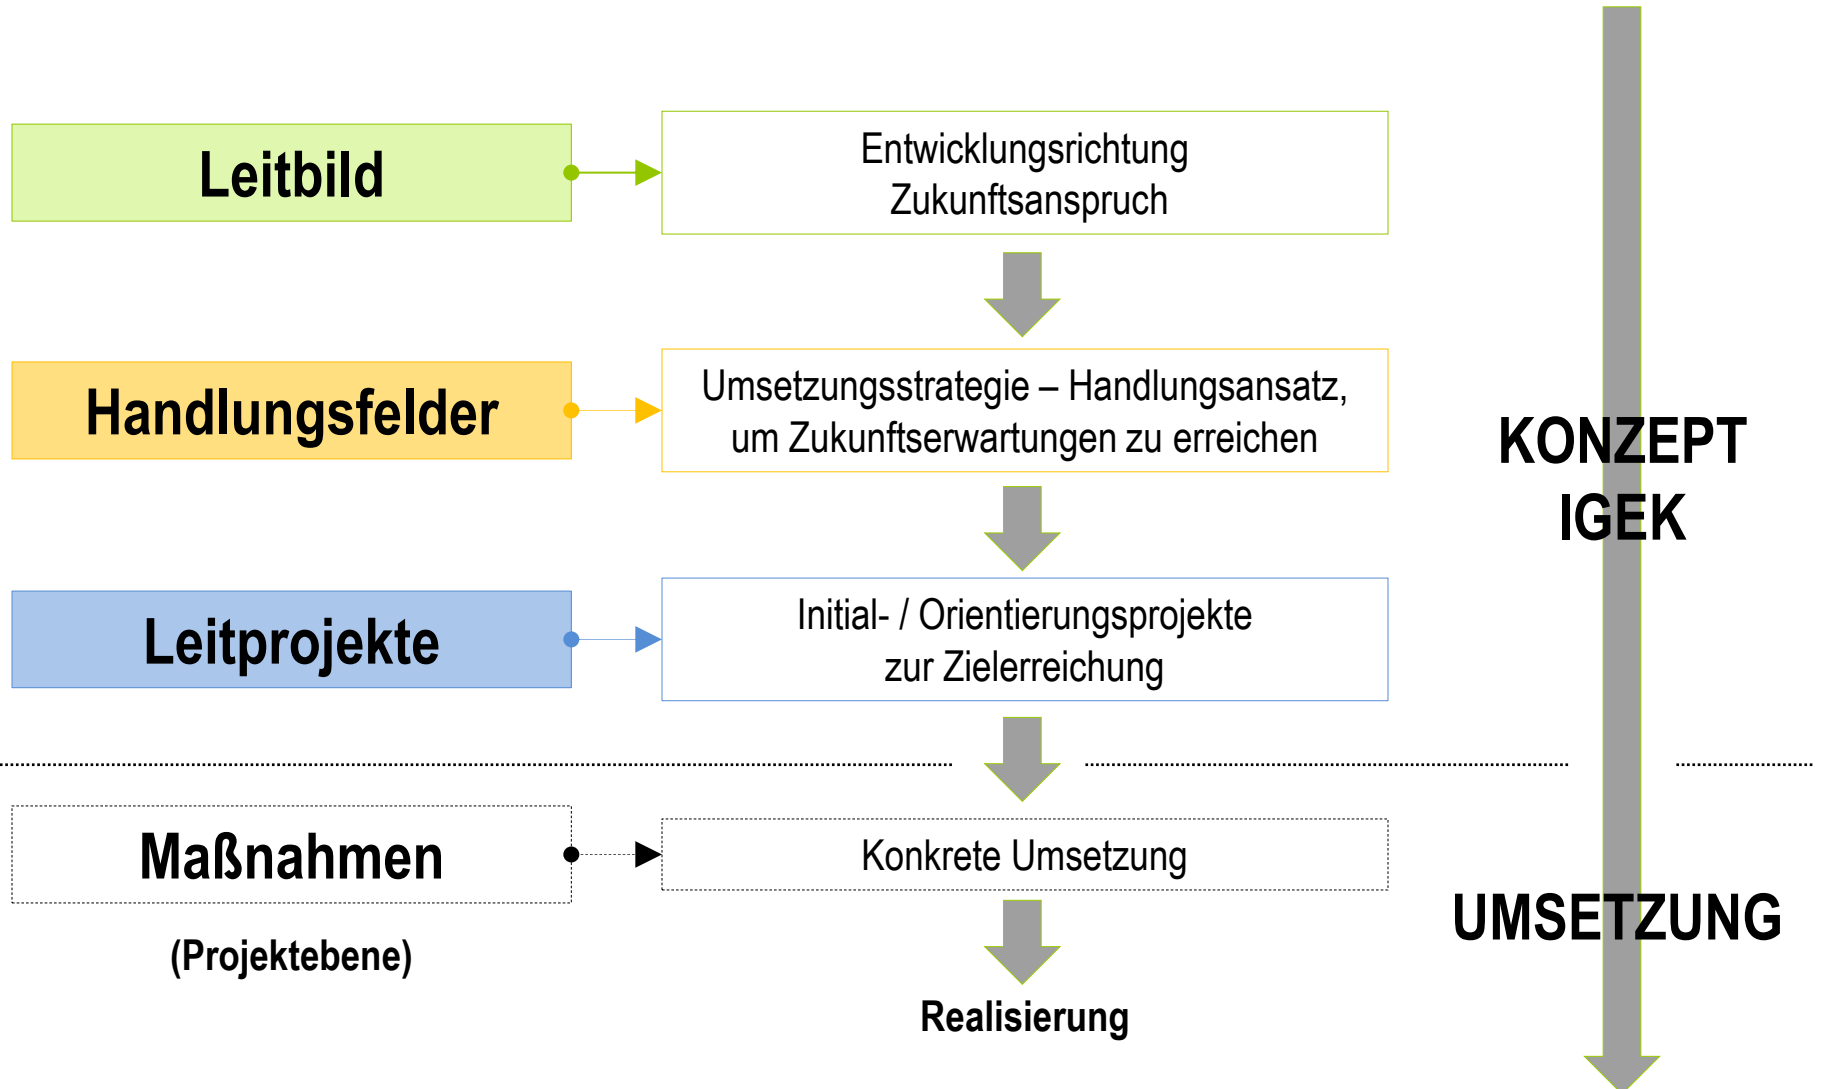 Leitbild
Entwicklungsrichtung
Zukunftsanspruch
Handlungsfelder
Umsetzungsstrategie – Handlungsansatz,
um Zukunftserwartungen zu erreichen
KONZEPT
IGEK
Leitprojekte
Initial- / Orientierungsprojekte
zur Zielerreichung
Maßnahmen
(Projektebene)
Konkrete Umsetzung
UMSETZUNG
Realisierung